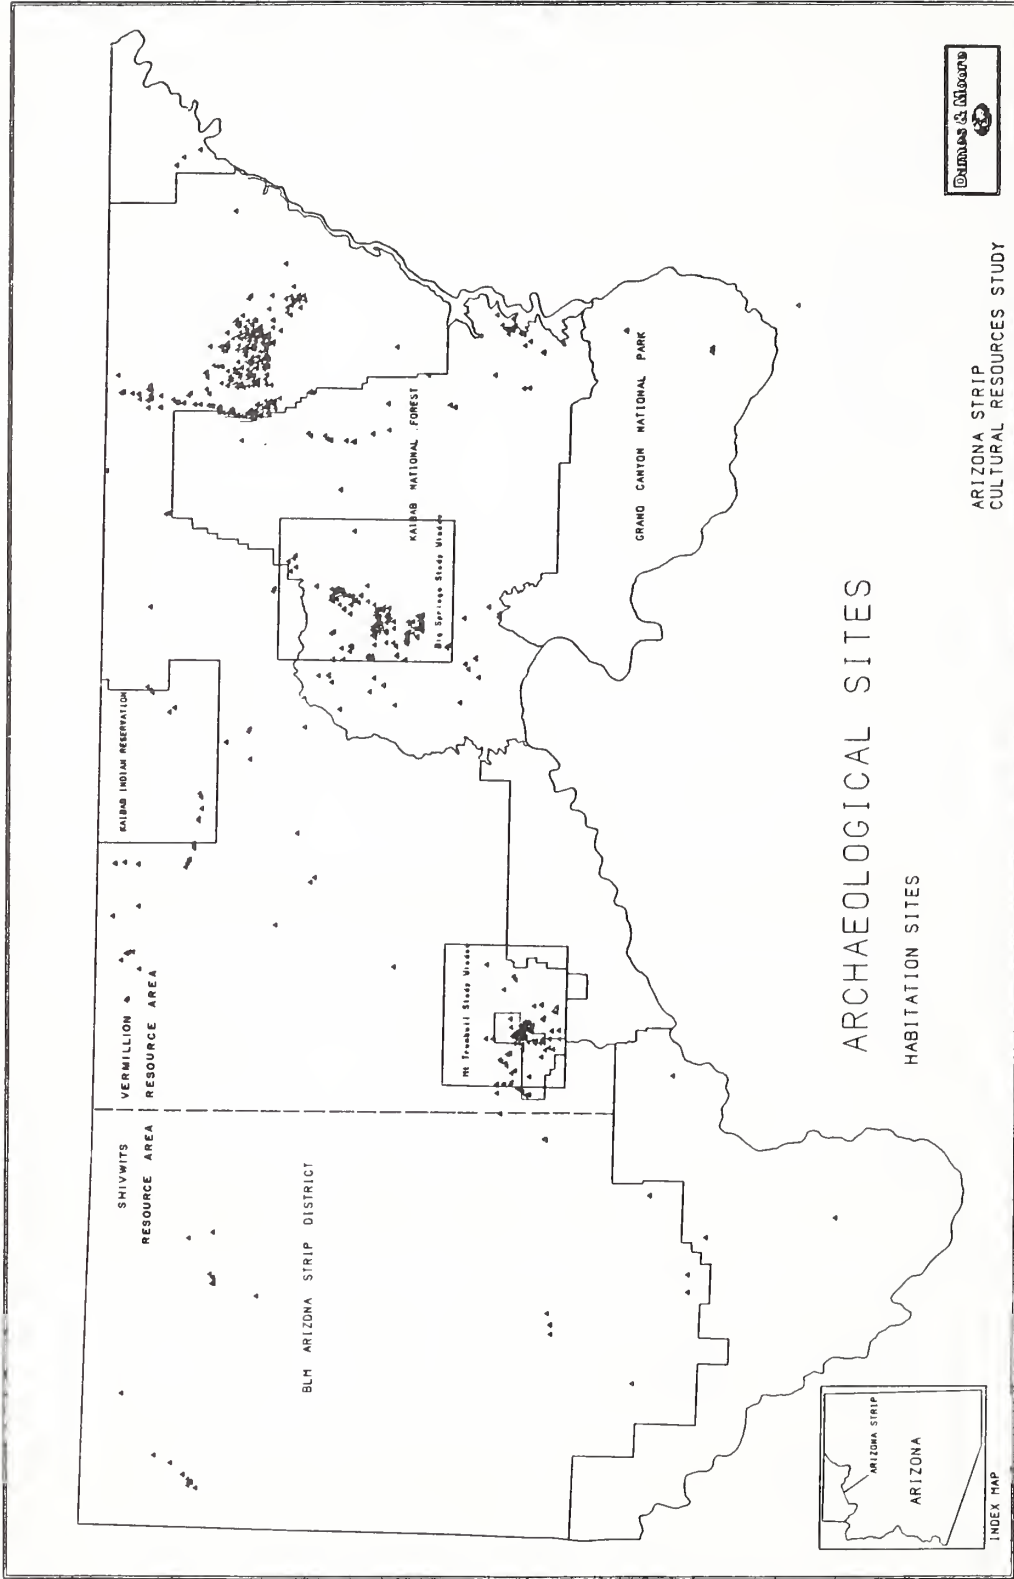 SHIVWITS
RESOURCE AREA
VERMILLION
RESOURCE AREA
KAIBAB INDIAN RESERVATION
BLM ARIZONA STRIP DISTRICT
Mt Trumbull Study Window
Big Springs Study Window
KAIBAB NATIONAL FOREST
GRAND CANYON NATIONAL PARK
ARCHAEOLOGICAL SITES
HABITATION SITES
ARIZONA STRIP
CULTURAL RESOURCES STUDY
Dames & Moore
ARIZONA STRIP
ARIZONA
INDEX MAP